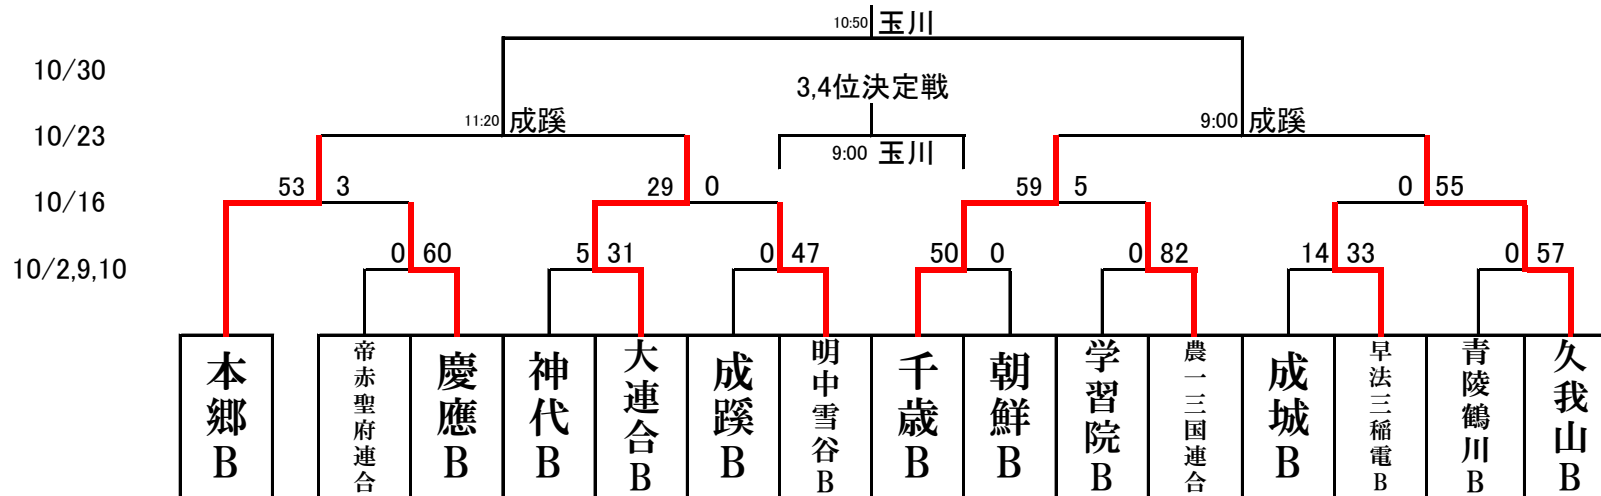 10:50 玉川
10/30
3,4位決定戦
11:20 成蹊
9:00 成蹊
10/23
9:00 玉川
53 3
29 0
59 5
0 55
10/16
0 60
5 31
0 47
50 0
0 82
14 33
0 57
10/2,9,10
本郷B
帝赤聖府連合
慶應B
神代B
大連合B
成蹊B
明中雪谷B
千歳B
朝鮮B
学習院B
農一三国連合
成城B
早法三稲電B
青陵鶴川B
久我山B